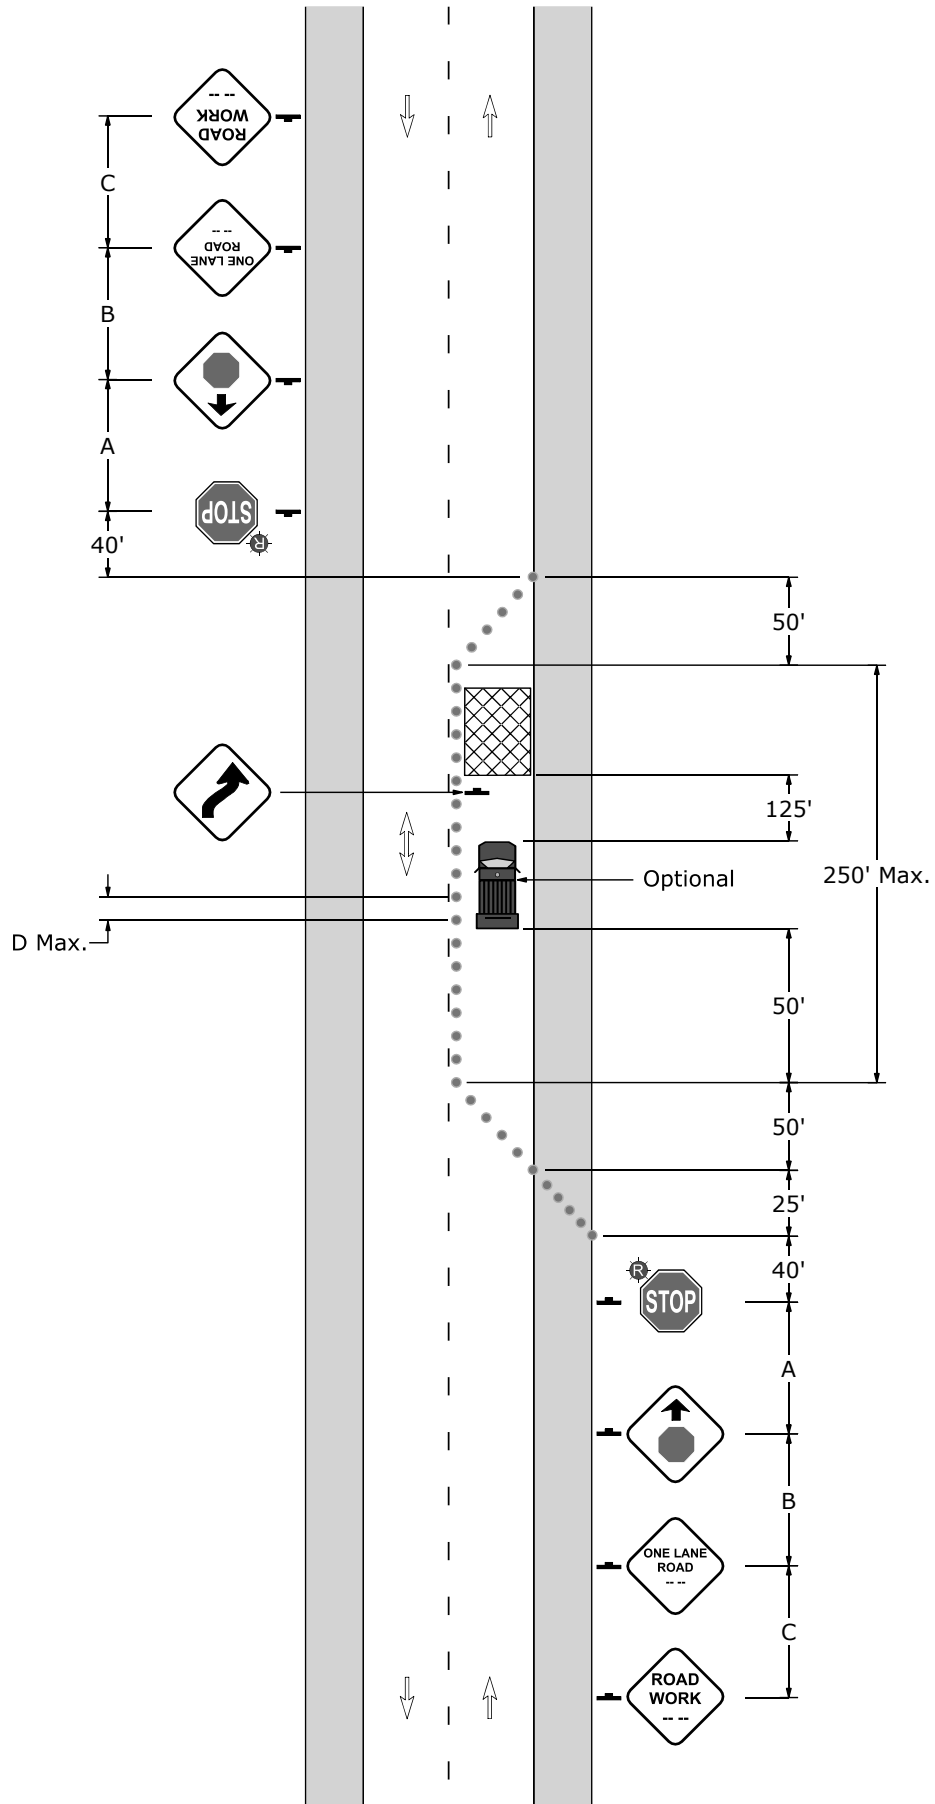 -- --
ROAD
WORK
C
-- --
ONE LANE
ROAD
B
A
STOP
R
40'
50'
125'
Optional
250' Max.
D Max.
50'
50'
25'
40'
R
STOP
A
B
ONE LANE
ROAD
-- --
C
ROAD
WORK
-- --